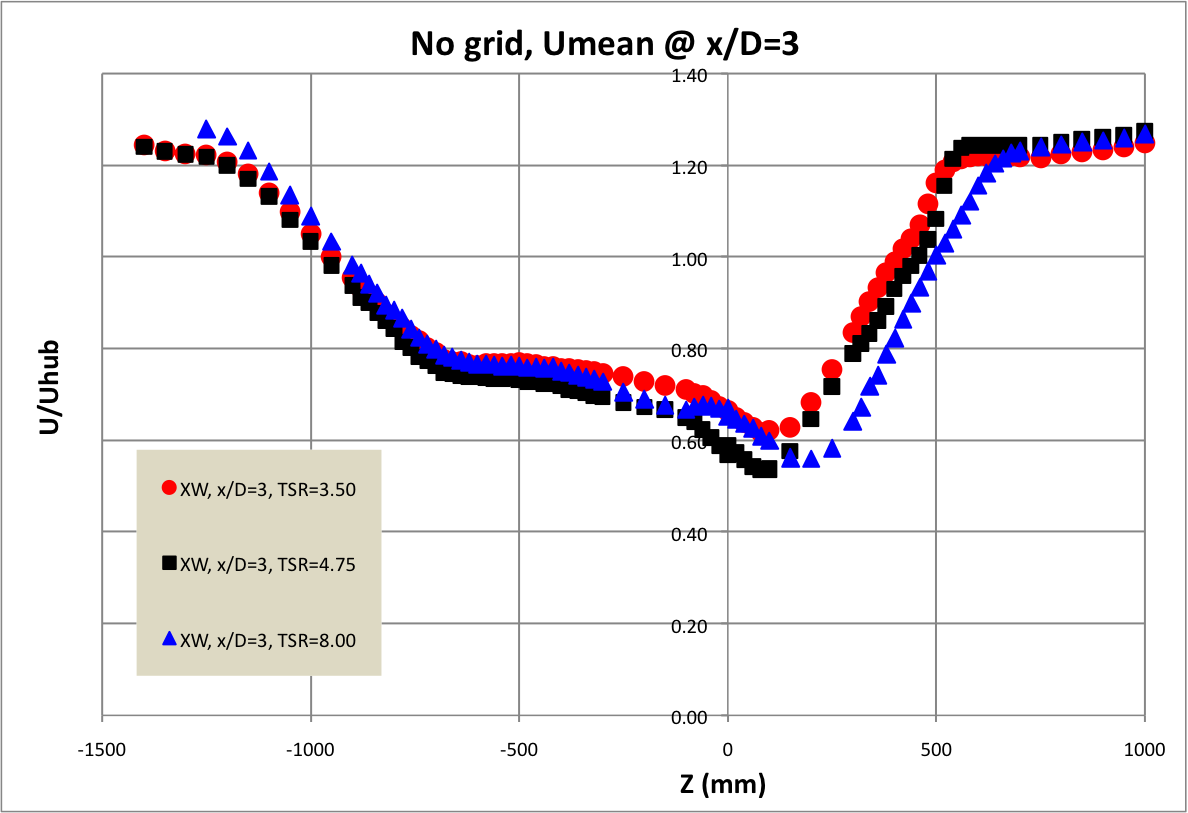 No grid, Umean @ x/D=3
1.40
1.20
1.00
0.80
0.60
0.40
0.20
0.00
U/Uhub
XW, x/D=3, TSR=3.50
XW, x/D=3, TSR=4.75
XW, x/D=3, TSR=8.00
-1500 -1000 -500 0 500 1000
Z (mm)